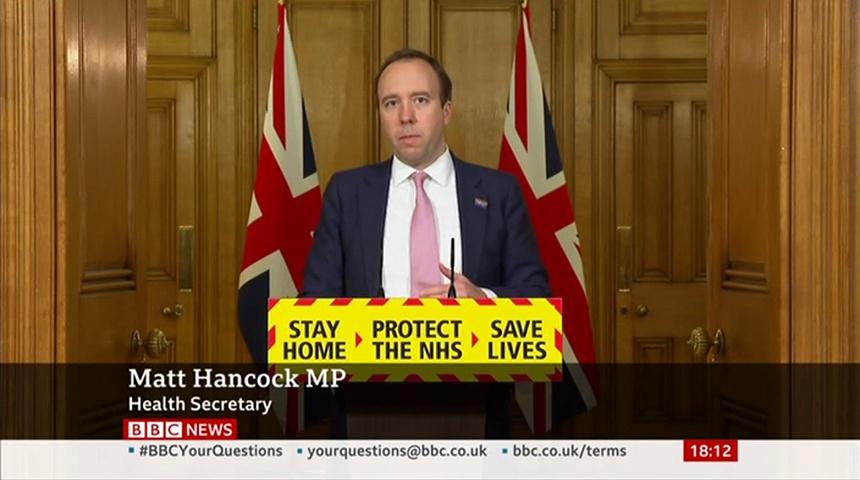 STAY HOME PROTECT THE NHS SAVE LIVES
Matt Hancock MP
Health Secretary
BBC NEWS
#BBCYourQuestions yourquestions@bbc.co.uk bbc.co.uk/terms 18:12